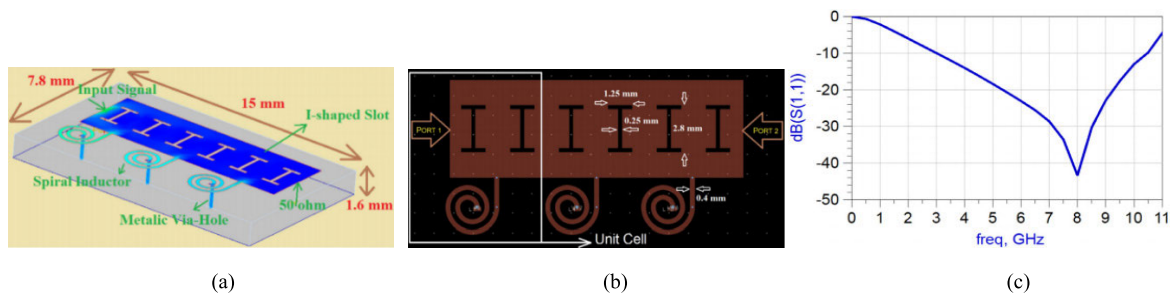 7.8 mm
Input Signal
15 mm
I-shaped Slot
Spiral Inductor
Metalic Via-Hole
50 ohm
1.6 mm
(a)
1.25 mm
0.25 mm
2.8 mm
PORT 1
PORT 2
0.4 mm
Unit Cell
(b)
dB(S(1,1))
0
-10
-20
-30
-40
-50
0 1 2 3 4 5 6 7 8 9 10 11
freq, GHz
(c)